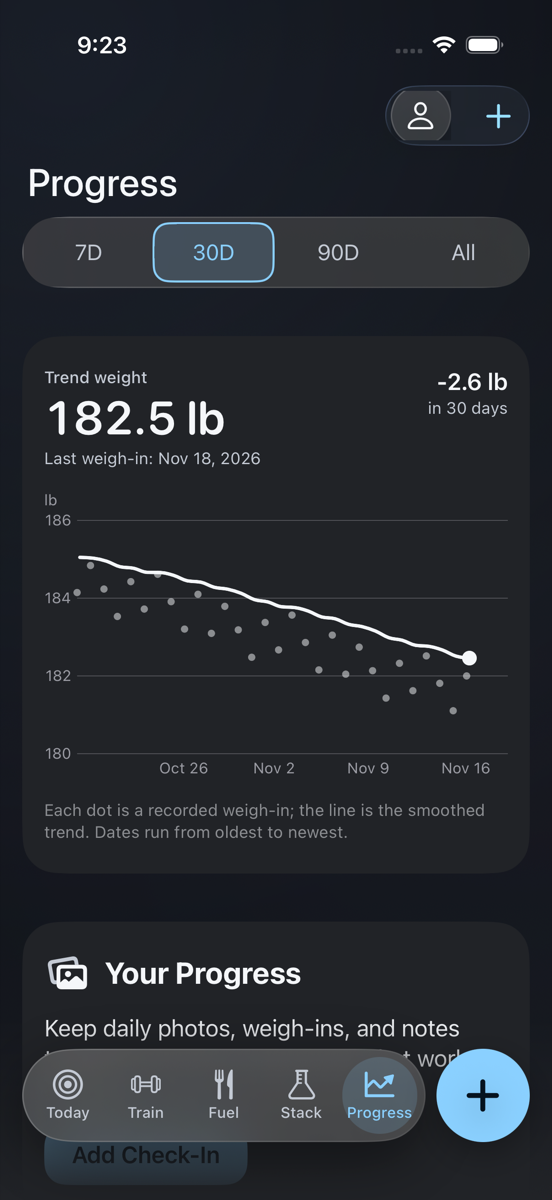 9:23
Progress
7D
30D
90D
All
Trend weight
-2.6 lb
182.5 lb
in 30 days
Last weigh-in: Nov 18, 2026
lb
186
184
182
180
Oct 26
Nov 2
Nov 9
Nov 16
Each dot is a recorded weigh-in; the line is the smoothed
trend. Dates run from oldest to newest.
Your Progress
Keep daily photos, weigh-ins, and notes
Today
Train
Fuel
Stack
Progress
Add Check-In